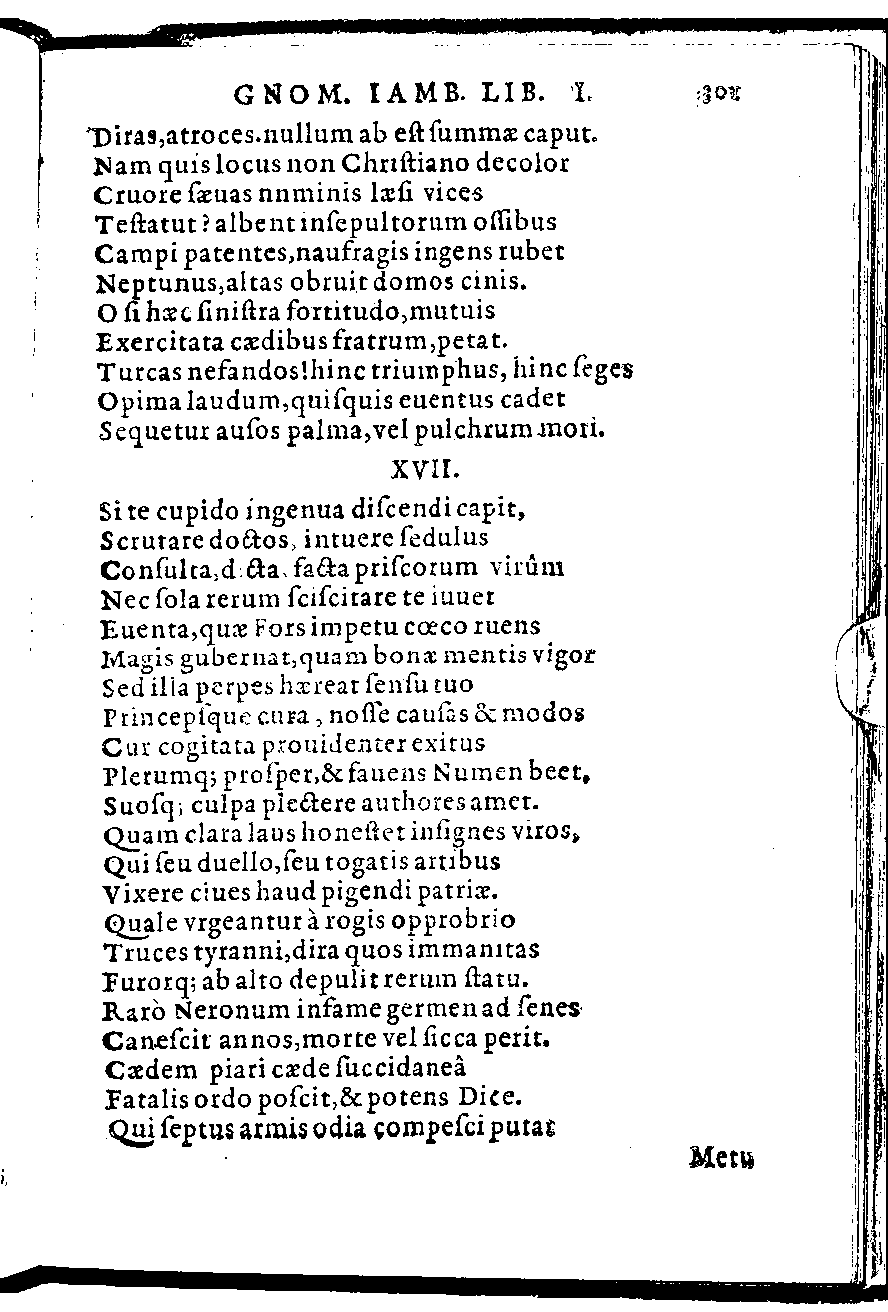 GNOM. IAMB. LIB. I. 301
Diras,atroces.nullum ab est summæ caput.
Nam quis locus non Christiano decolor
Cruore sæuas nnminis læsi vices
Testatut? albent insepultorum ossibus
Campi patentes,naufragis ingens rubet
Neptunus,altas obruit domos cinis.
O si hæc sinistra fortitudo,mutuis
Exercitata cædibus fratrum,petat.
Turcas nefandos!hinc triumphus, hinc seges
Opima laudum,quisquis euentus cadet
Sequetur ausos palma,vel pulchrum mori.
XVII.
Si te cupido ingenua discendi capit,
Scrutare doctos, intuere sedulus
Consulta,dicta, facta priscorum virûm
Nec sola rerum sciscitare te iuuet
Euenta,quæ Fors impetu cœco ruens
Magis gubernat,quam bonæ mentis vigor
Sed illa perpes hæreat sensu tuo
Princepsque cura, nosse causas & modos
Cur cogitata prouidenter exitus
Plerumq; prosper,& fauens Numen beet,
Suosq; culpa plectere authores amet.
Quam clara laus honestet insignes viros,
Qui seu duello,seu togatis artibus
Vixere ciues haud pigendi patriæ.
Quale vrgeantur à rogis opprobrio
Truces tyranni,dira quos immanitas
Furorq; ab alto depulit rerum statu.
Rarò Neronum infame germen ad senes
Canescit annos,morte vel sicca perit.
Cædem piari cæde succidaneâ
Fatalis ordo poscit,& potens Dice.
Qui septus armis odia compesci putat
Metu